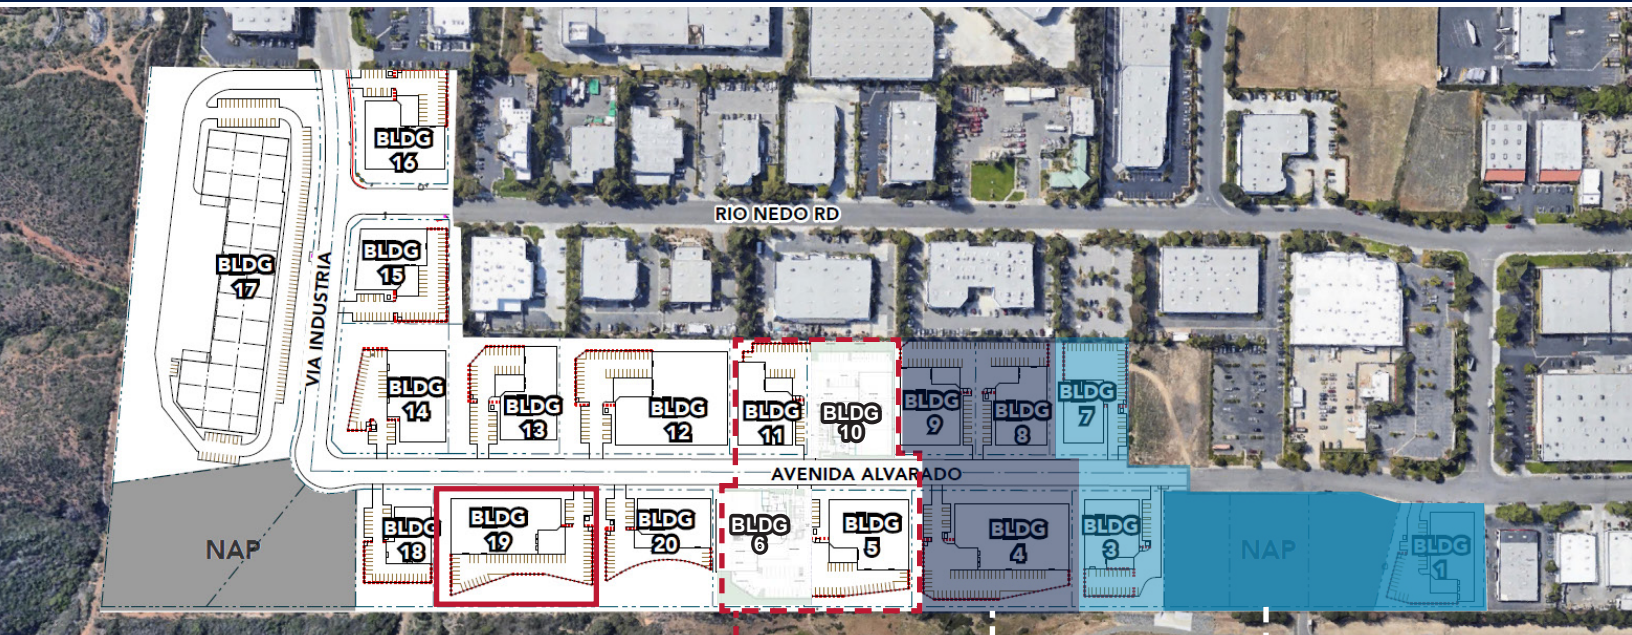 BLDG
16
RIO NEDO RD
BLDG
15
BLDG
17
VIA INDUSTRIA
BLDG
14
BLDG
13
BLDG
12
BLDG
11
BLDG
10
BLDG
9
BLDG
8
BLDG
7
AVENIDA ALVARADO
NAP
BLDG
18
BLDG
19
BLDG
20
BLDG
6
BLDG
5
BLDG
4
BLDG
3
NAP
BLDG
1